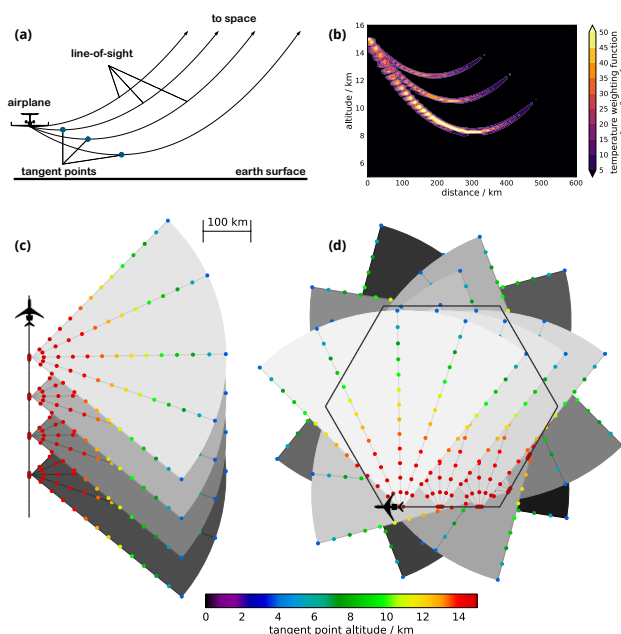 (a)
to space
line-of-sight
airplane
tangent points
earth surface
(b)
16
14
12
10
8
6
altitude / km
0
100
200
300
400
500
600
distance / km
50
45
40
35
30
25
20
15
10
5
temperature weighting function
(c)
100 km
(d)
0
2
4
6
8
10
12
14
tangent point altitude / km